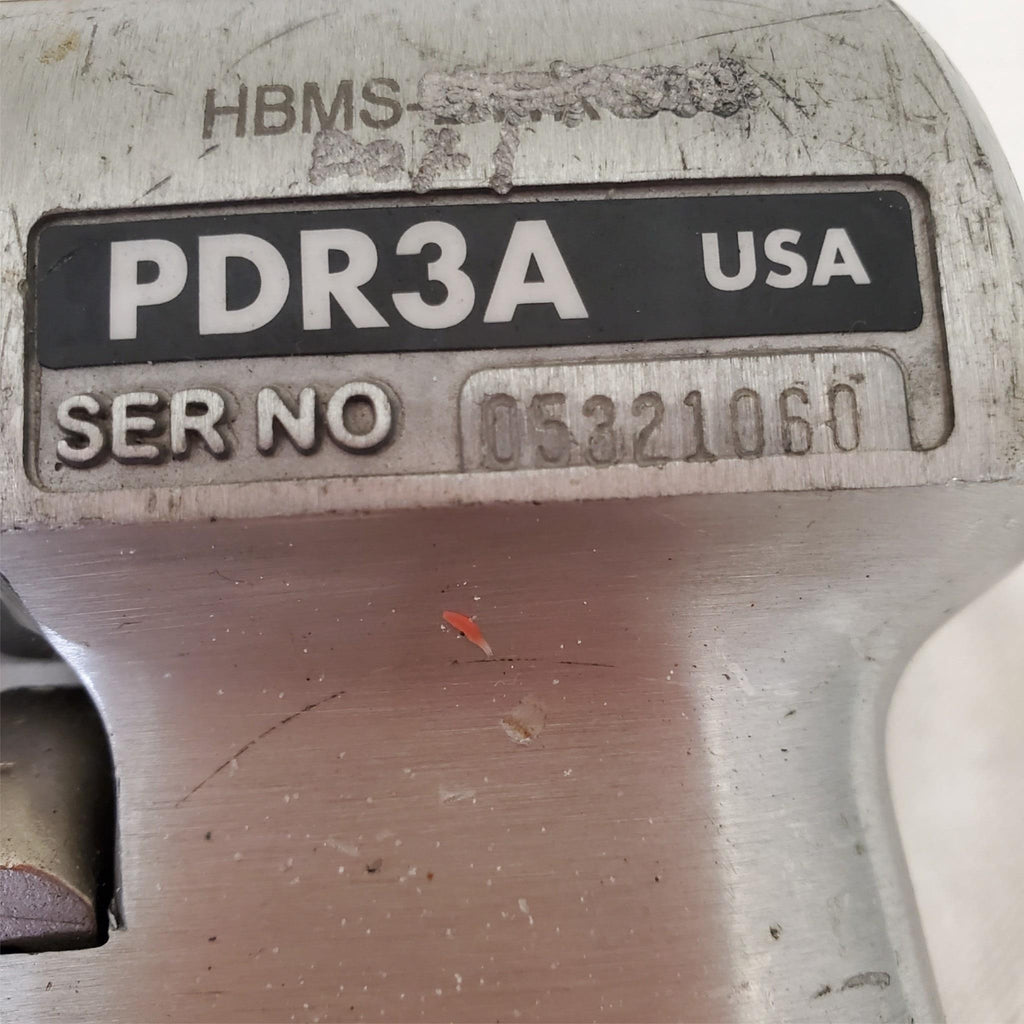 HBMS-
PDR3A USA
SER NO 05321060